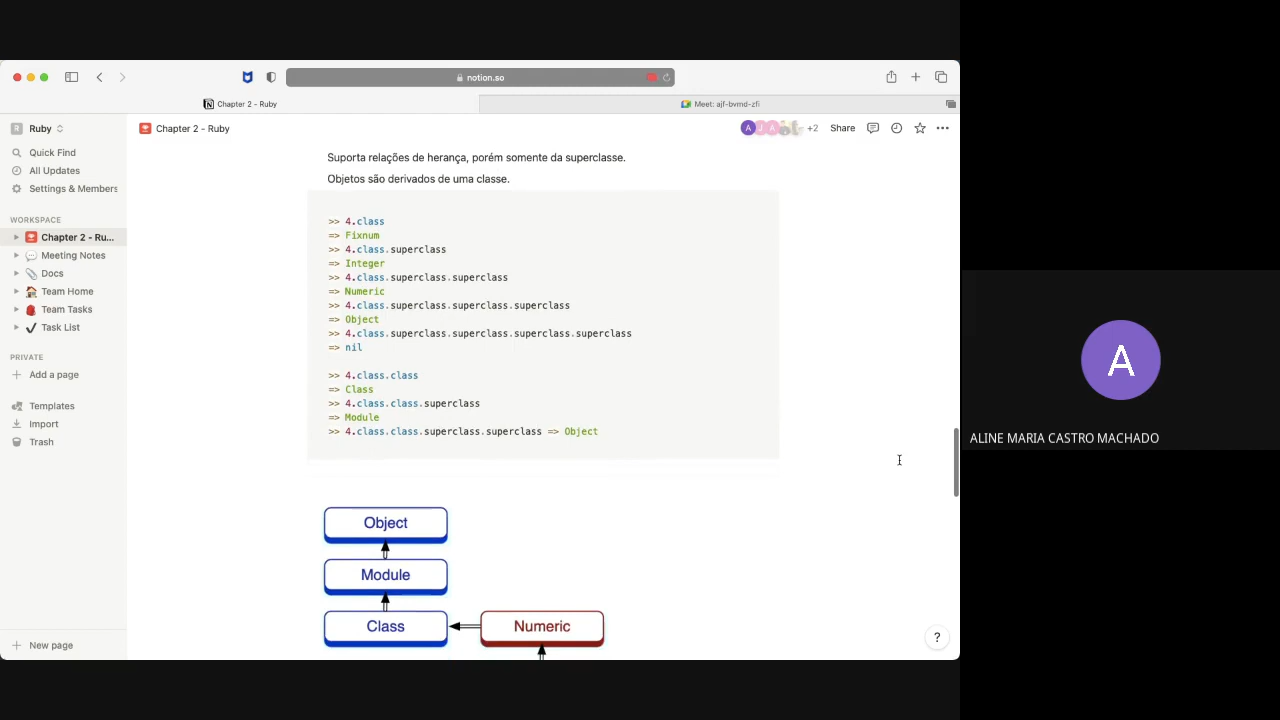 notion.so
Chapter 2 - Ruby
Meet: ajf-bvmd-zfi
R Ruby
Chapter 2 - Ruby
A J A +2 Share
Quick Find
All Updates
Settings & Members
WORKSPACE
Chapter 2 - Ru...
Meeting Notes
Docs
Team Home
Team Tasks
Task List
PRIVATE
Add a page
Templates
Import
Trash
New page
Suporta relações de herança, porém somente da superclasse.
Objetos são derivados de uma classe.
>> 4.class
=> Fixnum
>> 4.class.superclass
=> Integer
>> 4.class.superclass.superclass
=> Numeric
>> 4.class.superclass.superclass.superclass
=> Object
>> 4.class.superclass.superclass.superclass.superclass
=> nil
>> 4.class.class
=> Class
>> 4.class.class.superclass
=> Module
>> 4.class.class.superclass.superclass => Object
Object
Module
Class
Numeric
?
A
ALINE MARIA CASTRO MACHADO